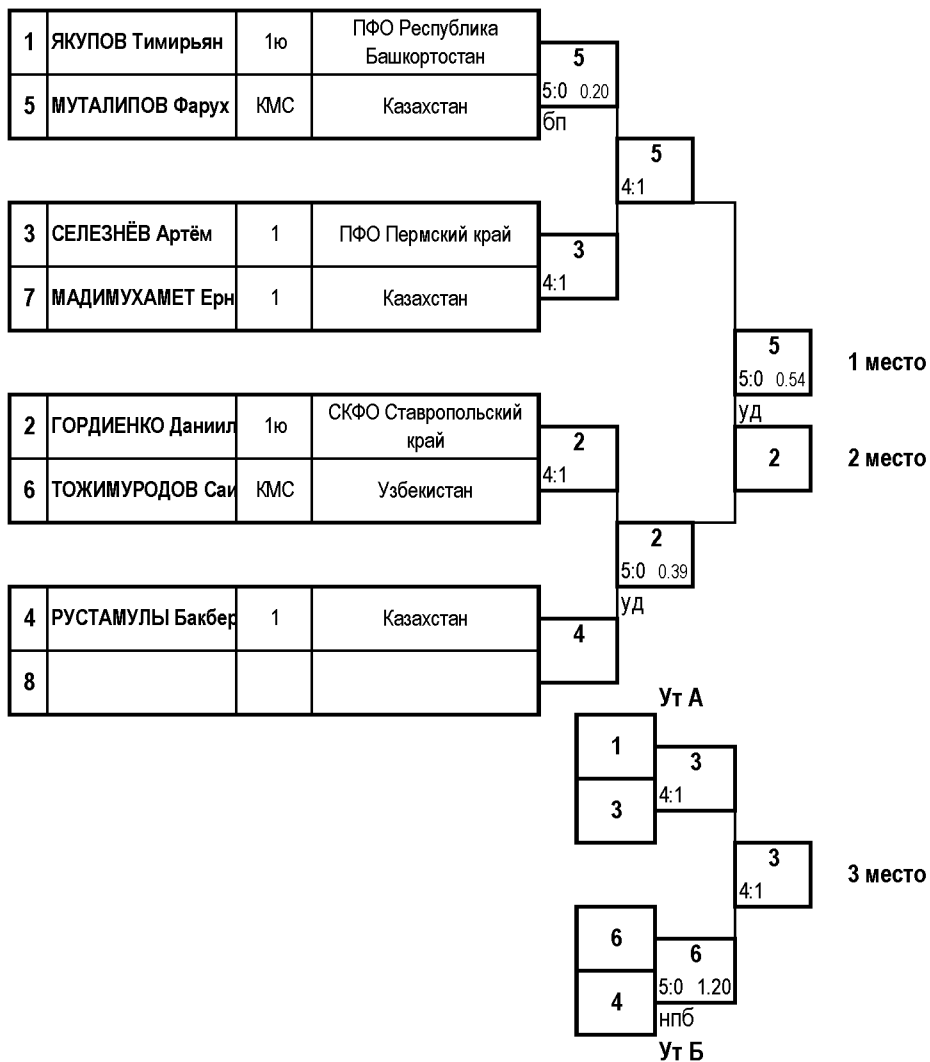 1 ЯКУПОВ Тимирьян 1ю ПФО Республика Башкортостан
5
5:0 0.20
5 МУТАЛИПОВ Фарух КМС Казахстан
бп
5
4:1
3 СЕЛЕЗНЁВ Артём 1 ПФО Пермский край
3
4:1
7 МАДИМУХАМЕТ Ерн 1 Казахстан
5
5:0 0.54
1 место
уд
2 ГОРДИЕНКО Даниил 1ю СКФО Ставропольский край
2
4:1
2
2 место
6 ТОЖИМУРОДОВ Саи КМС Узбекистан
2
5:0 0.39
уд
4 РУСТАМУЛЫ Бакбер 1 Казахстан
4
8
Ут А
1
3
4:1
3
3
4:1
3 место
6
6
5:0 1.20
4
нпб
Ут Б